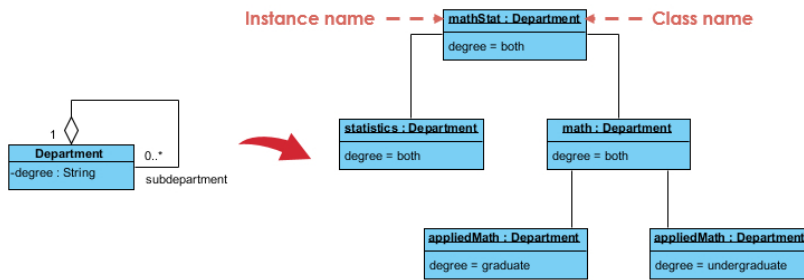 Instance name
mathStat : Department
Class name
degree = both
1
Department
0..*
-degree : String
subdepartment
statistics : Department
degree = both
math : Department
degree = both
appliedMath : Department
degree = graduate
appliedMath : Department
degree = undergraduate